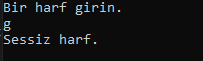 Bir harf girin.
g
Sessiz harf.